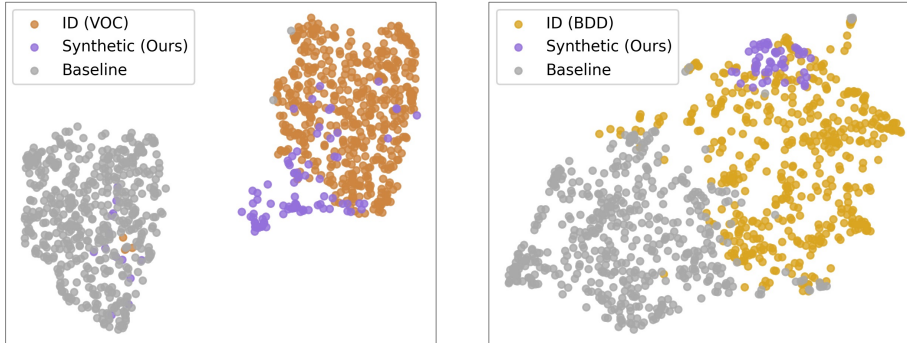 ID (VOC)
Synthetic (Ours)
Baseline
ID (BDD)
Synthetic (Ours)
Baseline